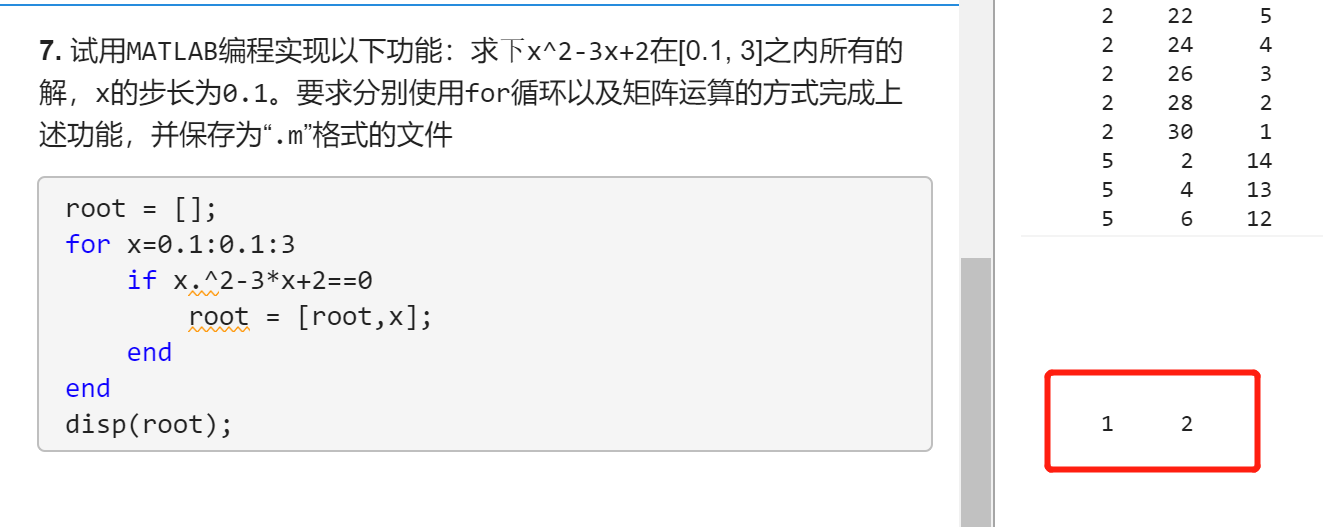 7. 试用MATLAB编程实现以下功能：求下x^2-3x+2在[0.1, 3]之内所有的
解，x的步长为0.1。要求分别使用for循环以及矩阵运算的方式完成上
述功能，并保存为“.m”格式的文件
root = [];
for x=0.1:0.1:3
    if x.^2-3*x+2==0
        root = [root,x];
    end
end
disp(root);
2 22 5
2 24 4
2 26 3
2 28 2
2 30 1
5 2 14
5 4 13
5 6 12
1 2